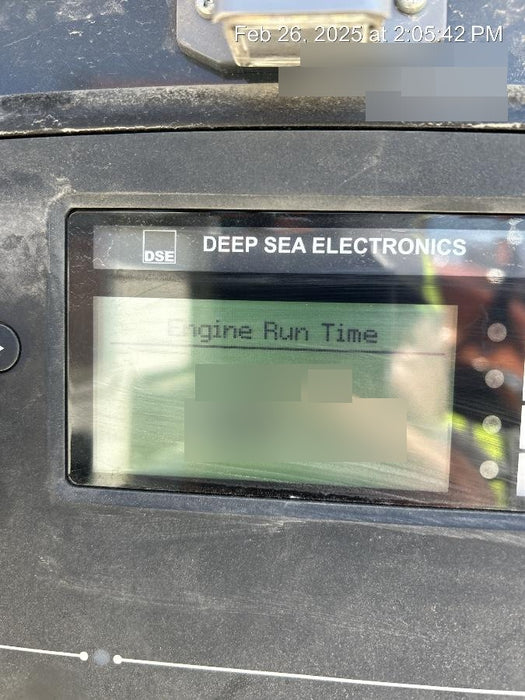 Feb 26, 2025 at 2:05:42 PM
DSE
DEEP SEA ELECTRONICS
Engine Run Time